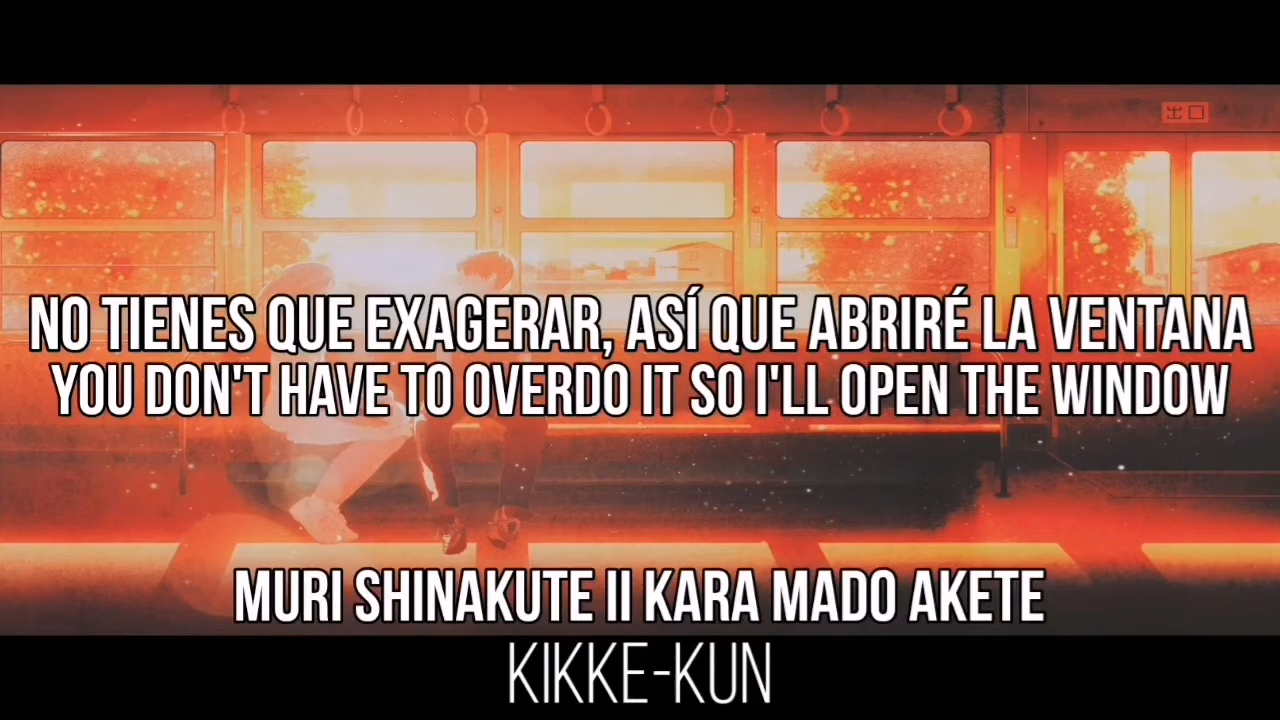 出口
NO TIENES QUE EXAGERAR, ASÍ QUE ABRIRÉ LA VENTANA
YOU DON'T HAVE TO OVERDO IT SO I'LL OPEN THE WINDOW
MURI SHINAKUTE II KARA MADO AKETE
KIKKE-KUN